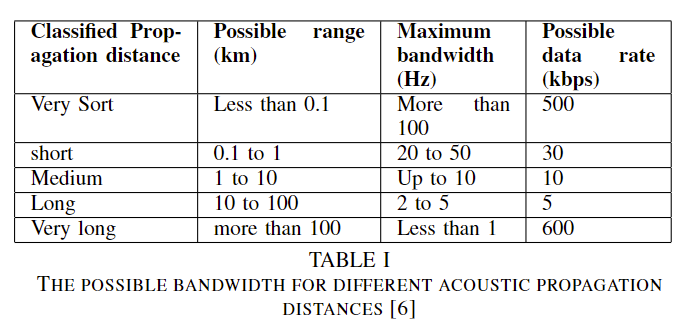 Classified Prop- Possible range Maximum Possible
agation distance (km) bandwidth data rate
(Hz) (kbps)
Very Sort Less than 0.1 More than 500
100
short 0.1 to 1 20 to 50 30
Medium 1 to 10 Up to 10 10
Long 10 to 100 2 to 5 5
Very long more than 100 Less than 1 600
TABLE I
THE POSSIBLE BANDWIDTH FOR DIFFERENT ACOUSTIC PROPAGATION
DISTANCES [6]